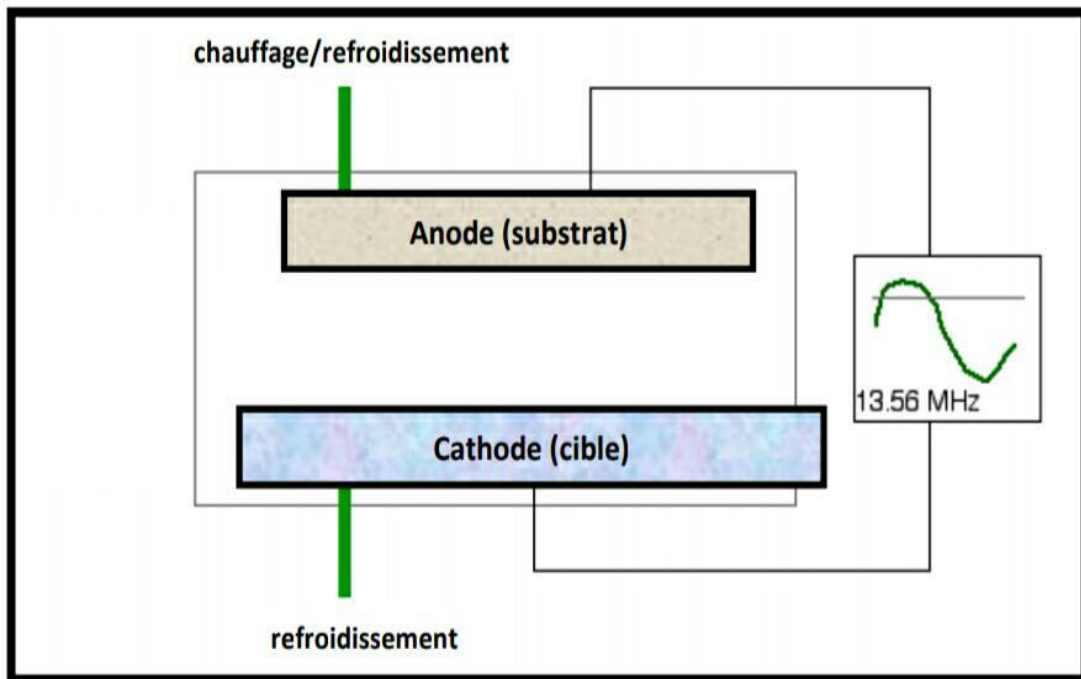 chauffage/refroidissement
Anode (substrat)
13.56 MHz
Cathode (cible)
refroidissement